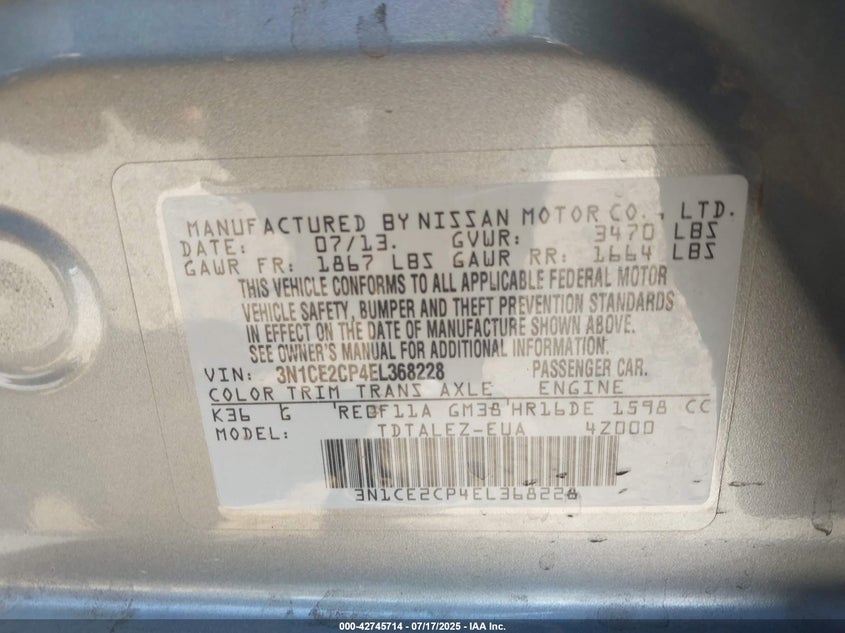 MANUFACTURED BY NISSAN MOTOR CO., LTD.
DATE: 07/13. GVWR: 3470 LBS
GAWR FR: 1867 LBS GAWR RR: 1664 LBS
THIS VEHICLE CONFORMS TO ALL APPLICABLE FEDERAL MOTOR
VEHICLE SAFETY, BUMPER AND THEFT PREVENTION STANDARDS
IN EFFECT ON THE DATE OF MANUFACTURE SHOWN ABOVE.
SEE OWNER'S MANUAL FOR ADDITIONAL INFORMATION.
VIN: 3N1CE2CP4EL368228 PASSENGER CAR.
COLOR TRIM TRANS AXLE ENGINE
K36 G RE0F11A GM38 HR16DE 1598 CC
MODEL: TDTALEZ-EUA 4Z000
3N1CE2CP4EL368228
000-42745714 - 07/17/2025 - IAA Inc.